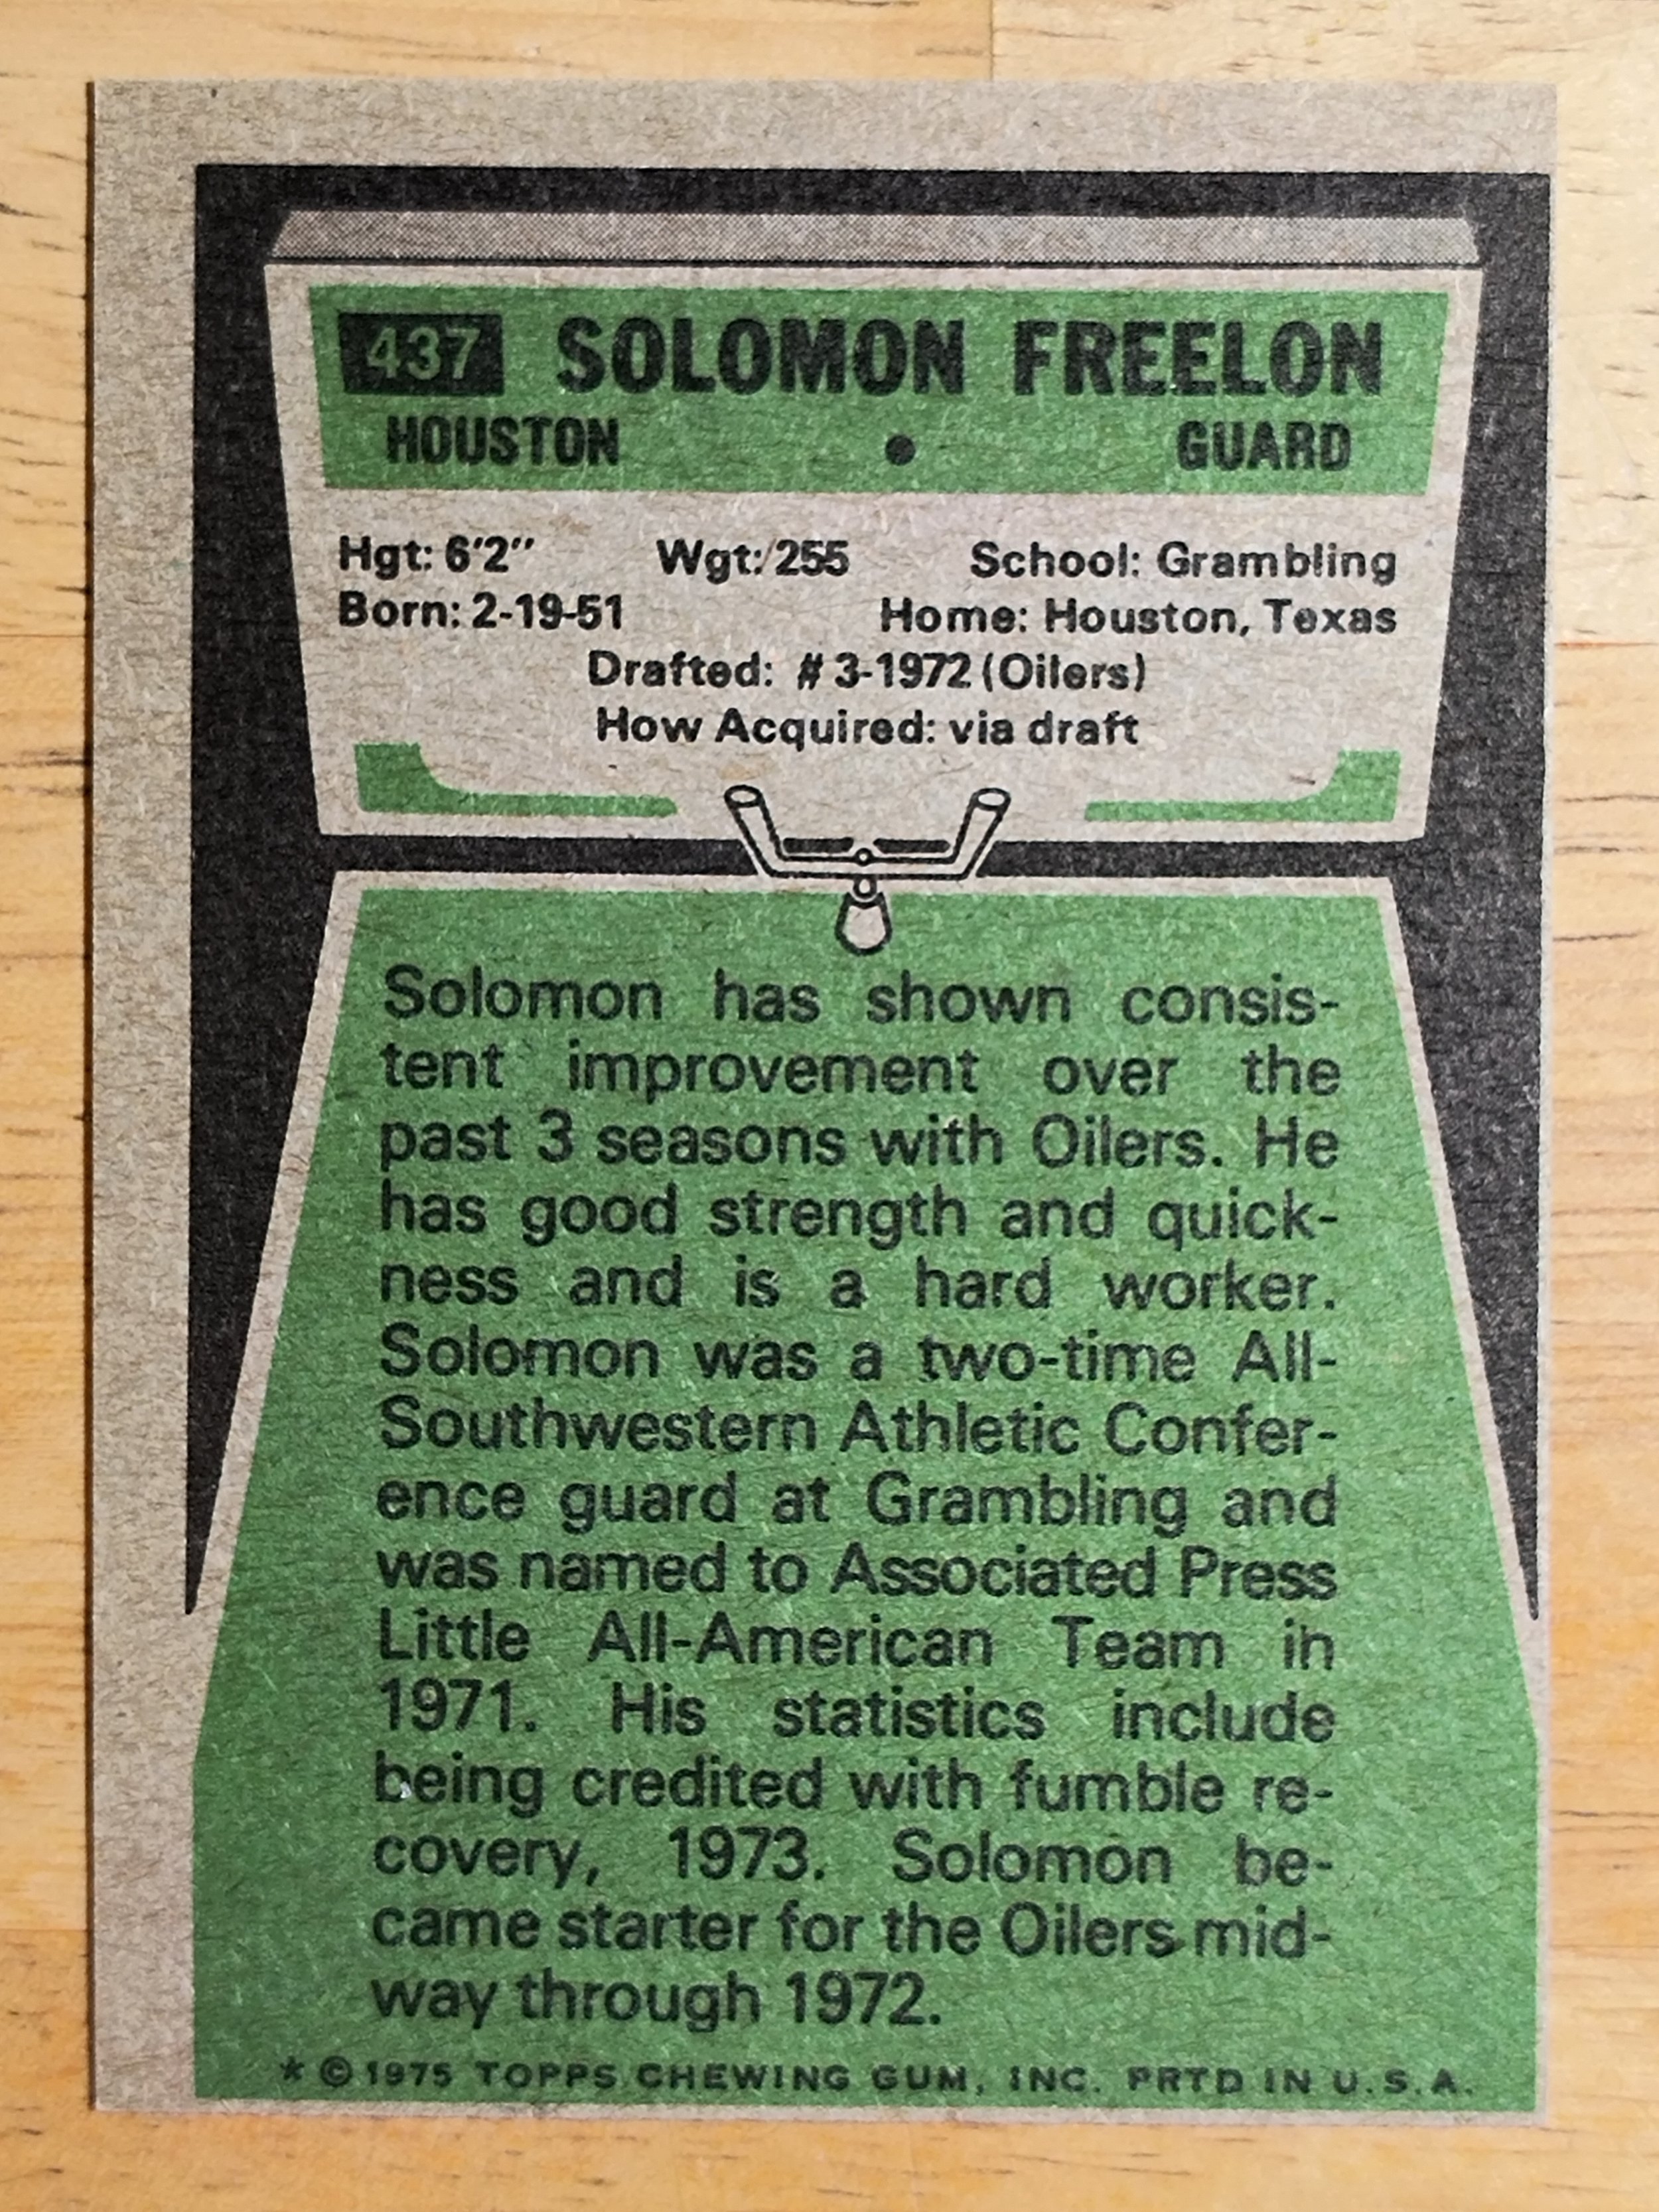 437 SOLOMON FREELON
HOUSTON • GUARD
Hgt: 6'2" Wgt: 255 School: Grambling
Born: 2-19-51 Home: Houston, Texas
Drafted: #3-1972 (Oilers)
How Acquired: via draft
Solomon has shown consis-
tent improvement over the
past 3 seasons with Oilers. He
has good strength and quick-
ness and is a hard worker.
Solomon was a two-time All-
Southwestern Athletic Confer-
ence guard at Grambling and
was named to Associated Press
Little All-American Team in
1971. His statistics include
being credited with fumble re-
covery, 1973. Solomon be-
came starter for the Oilers mid-
way through 1972.
* © 1975 TOPPS CHEWING GUM, INC. PRTD IN U.S.A.